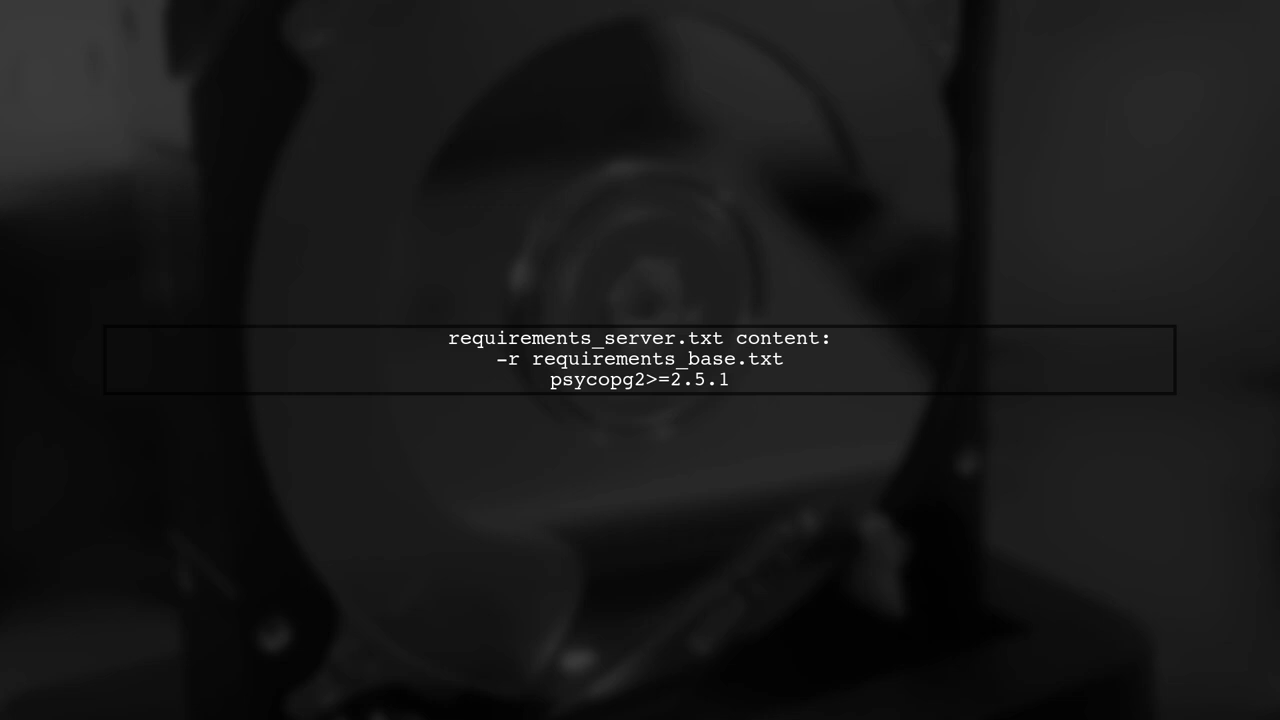 requirements_server.txt content:
-r requirements_base.txt
psycopg2>=2.5.1